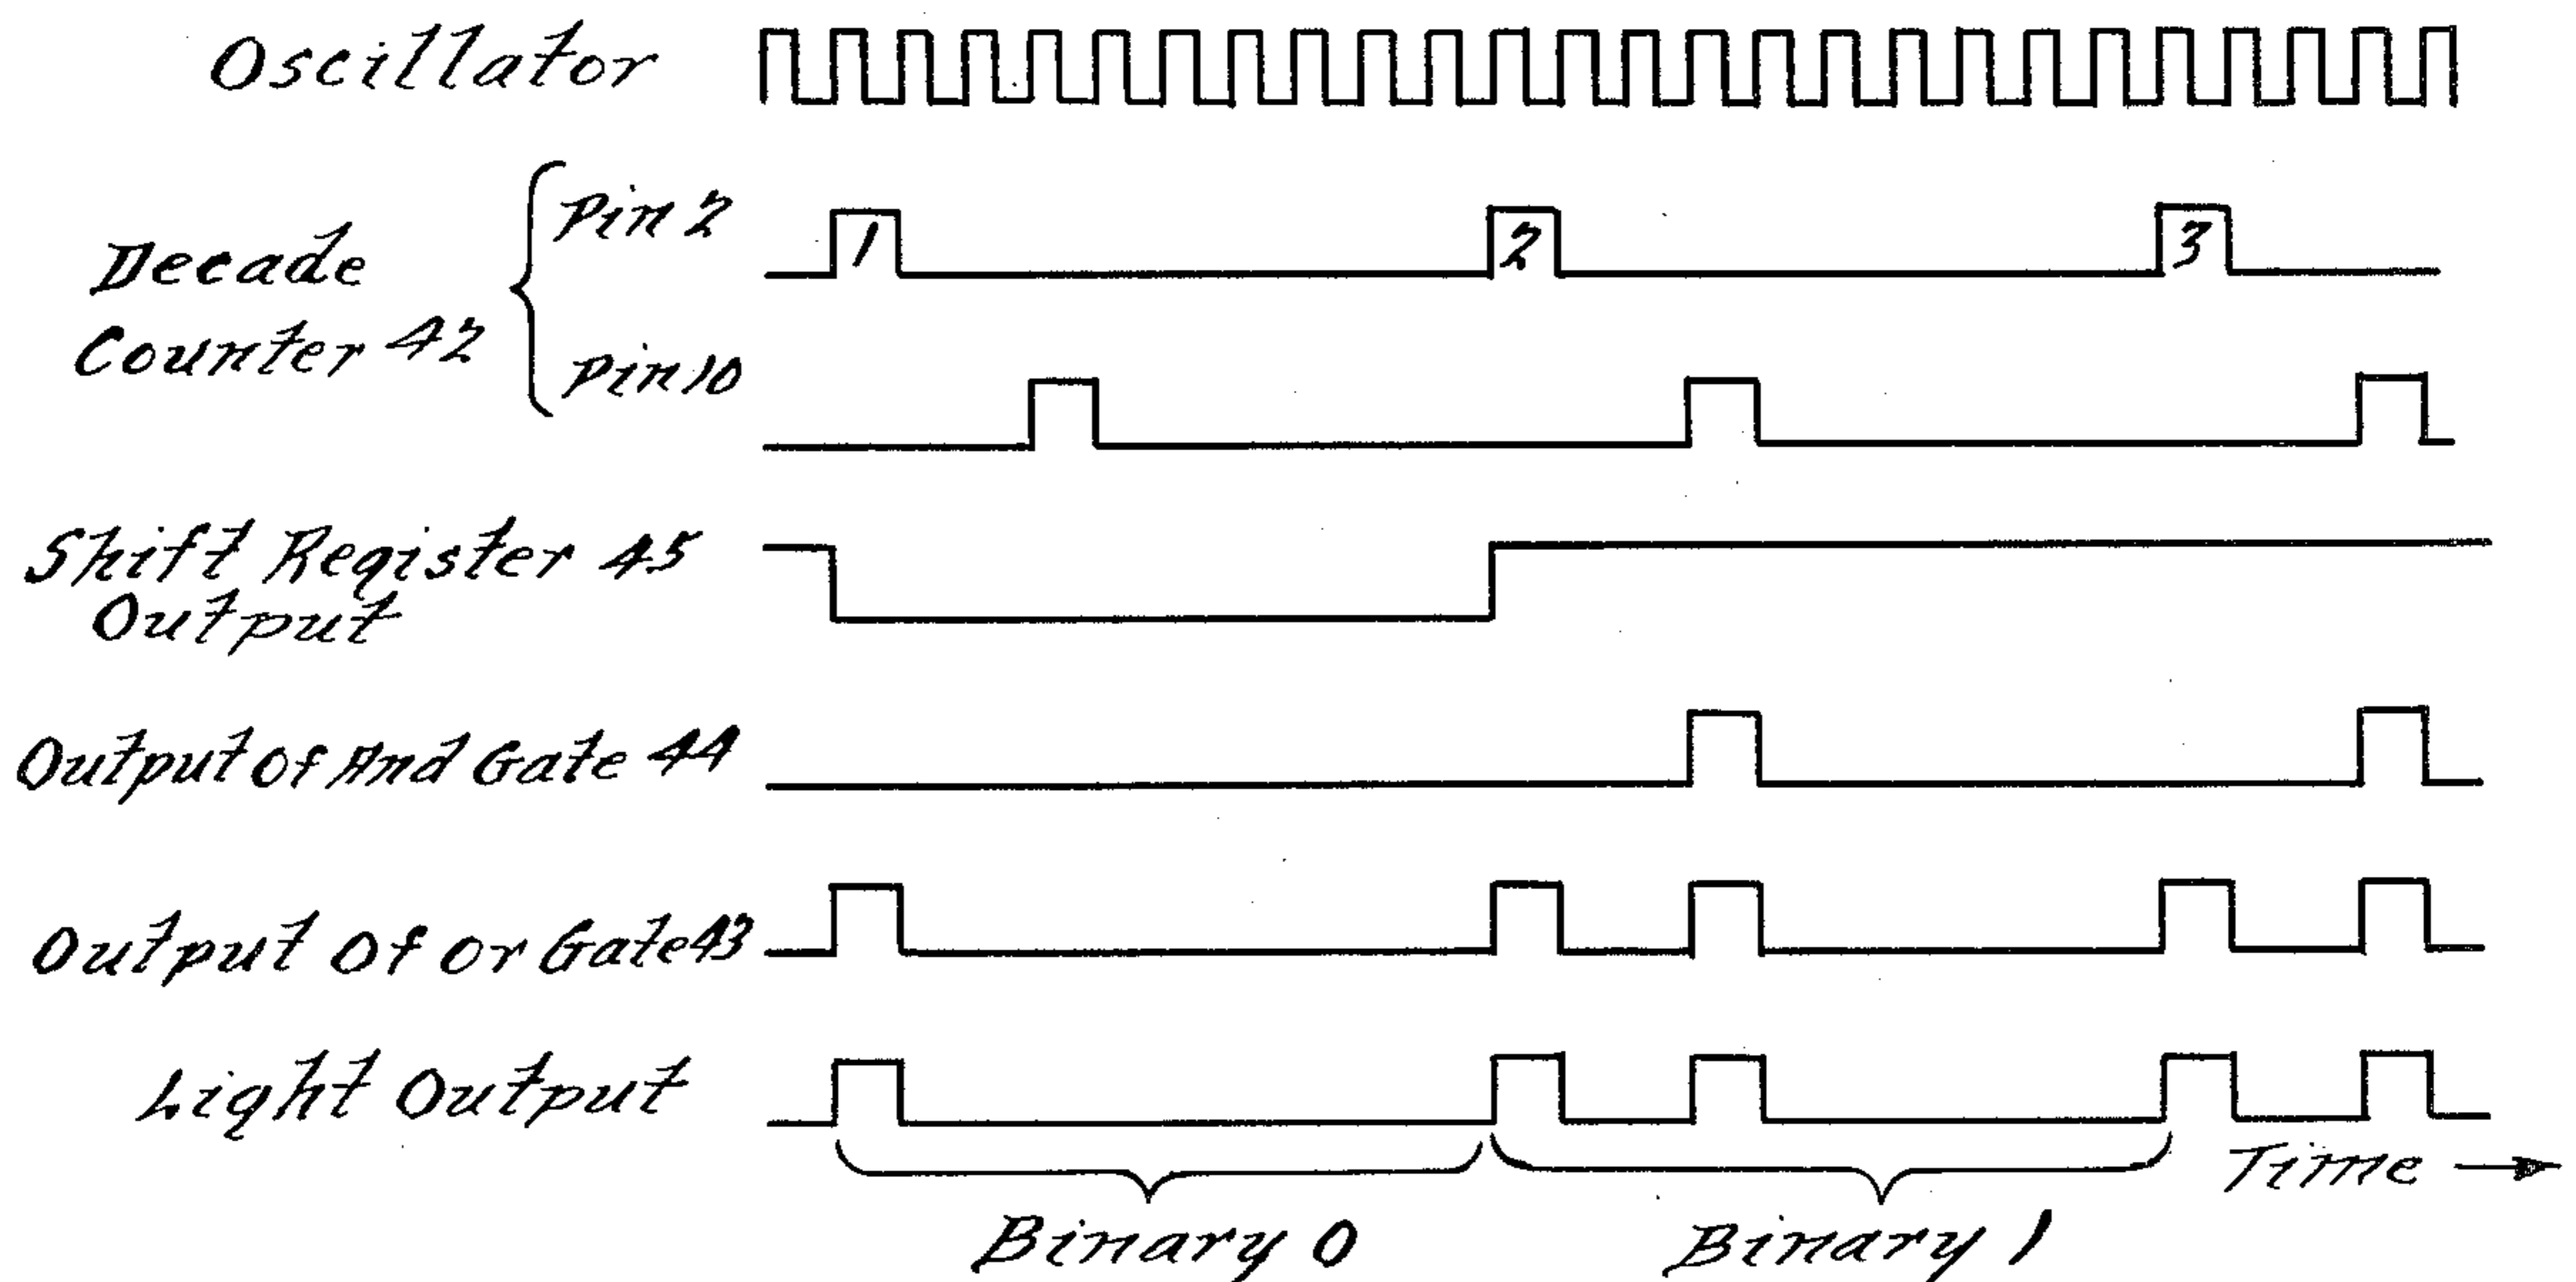 Oscillator
Decade
Counter 42
Pin 2
1
2
3
Pin 10
Shift Register 45
Output
Output Of And Gate 44
Output Of Or Gate 43
Light Output
Time
Binary 0
Binary 1